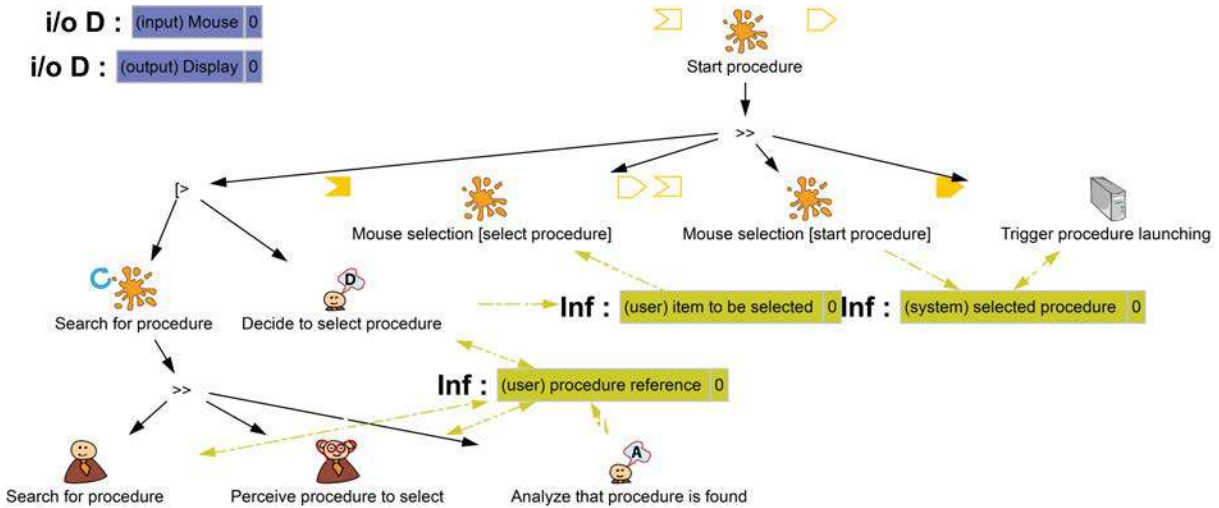 i/o D : (input) Mouse 0
i/o D : (output) Display 0
Start procedure
>>
[>
Mouse selection [select procedure]
Mouse selection [start procedure]
Trigger procedure launching
D
Search for procedure
Decide to select procedure
Inf : (user) item to be selected 0
Inf : (system) selected procedure 0
>>
Inf : (user) procedure reference 0
A
Search for procedure
Perceive procedure to select
Analyze that procedure is found